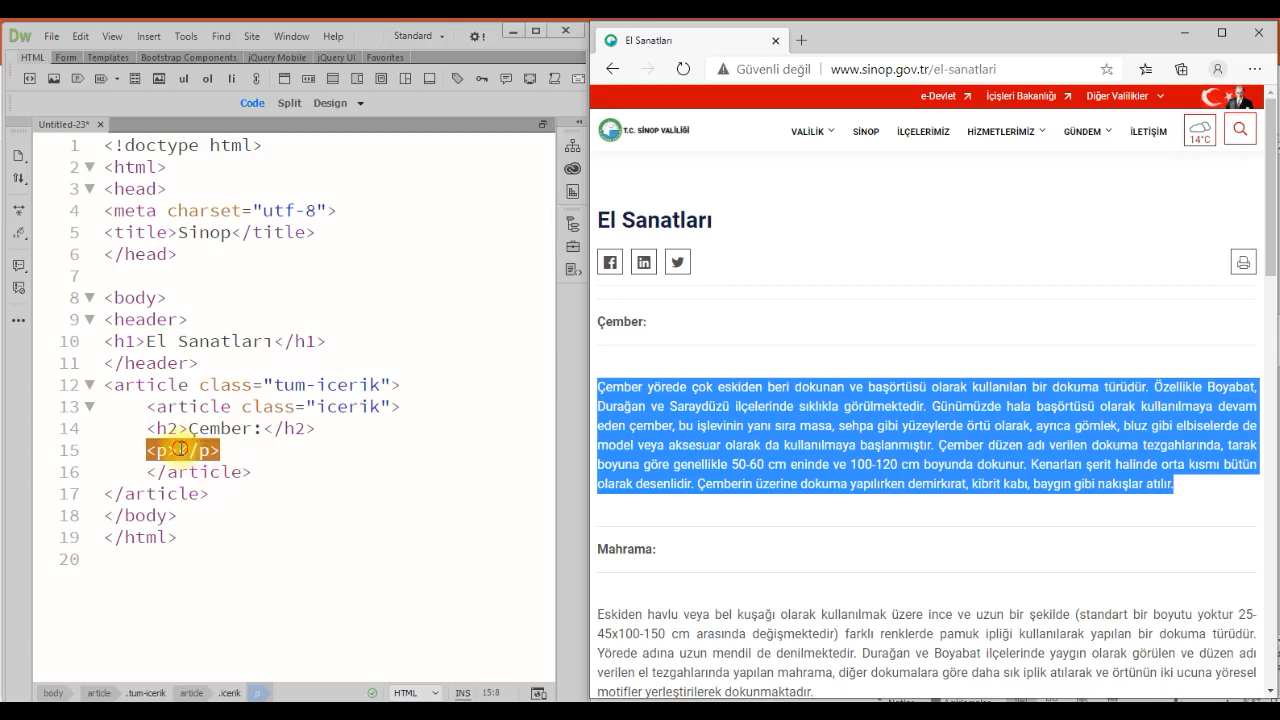 Dw File Edit View Insert Tools Find Site Window Help Standard
HTML Form Templates Bootstrap Components jQuery Mobile jQuery UI Favorites
ul ol li
Code Split Design
Untitled-23*
1 <!doctype html>
2 <html>
3 <head>
4 <meta charset="utf-8">
5 <title>Sinop</title>
6 </head>
7
8 <body>
9 <header>
10 <h1>El Sanatları</h1>
11 </header>
12 <article class="tum-icerik">
13 <article class="icerik">
14 <h2>Çember:</h2>
15 <p></p>
16 </article>
17 </article>
18 </body>
19 </html>
20
body article .tum-icerik article .icerik p HTML INS 15:8
El Sanatları
Güvenli değil www.sinop.gov.tr/el-sanatlari
e-Devlet İçişleri Bakanlığı Diğer Valilikler
T.C. SİNOP VALİLİĞİ VALİLİK SİNOP İLÇELERİMİZ HİZMETLERİMİZ GÜNDEM İLETİŞİM 14°C
El Sanatları
Çember:
Çember yörede çok eskiden beri dokunan ve başörtüsü olarak kullanılan bir dokuma türüdür. Özellikle Boyabat,
Durağan ve Saraydüzü ilçelerinde sıklıkla görülmektedir. Günümüzde hala başörtüsü olarak kullanılmaya devam
eden çember, bu işlevinin yanı sıra masa, sehpa gibi yüzeylerde örtü olarak, ayrıca gömlek, bluz gibi elbiselerde de
model veya aksesuar olarak da kullanılmaya başlanmıştır. Çember düzen adı verilen dokuma tezgahlarında, tarak
boyuna göre genellikle 50-60 cm eninde ve 100-120 cm boyunda dokunur. Kenarları şerit halinde orta kısmı bütün
olarak desenlidir. Çemberin üzerine dokuma yapılırken demirkırat, kibrit kabı, baygın gibi nakışlar atılır.
Mahrama:
Eskiden havlu veya bel kuşağı olarak kullanılmak üzere ince ve uzun bir şekilde (standart bir boyutu yoktur 25-
45x100-150 cm arasında değişmektedir) farklı renklerde pamuk ipliği kullanılarak yapılan bir dokuma türüdür.
Yörede adına uzun mendil de denilmektedir. Durağan ve Boyabat ilçelerinde yaygın olarak görülen ve düzen adı
verilen el tezgahlarında yapılan mahrama, diğer dokumalara göre daha sık iplik atılarak ve örtünün iki ucuna yöresel
motifler yerleştirilerek dokunmaktadır.